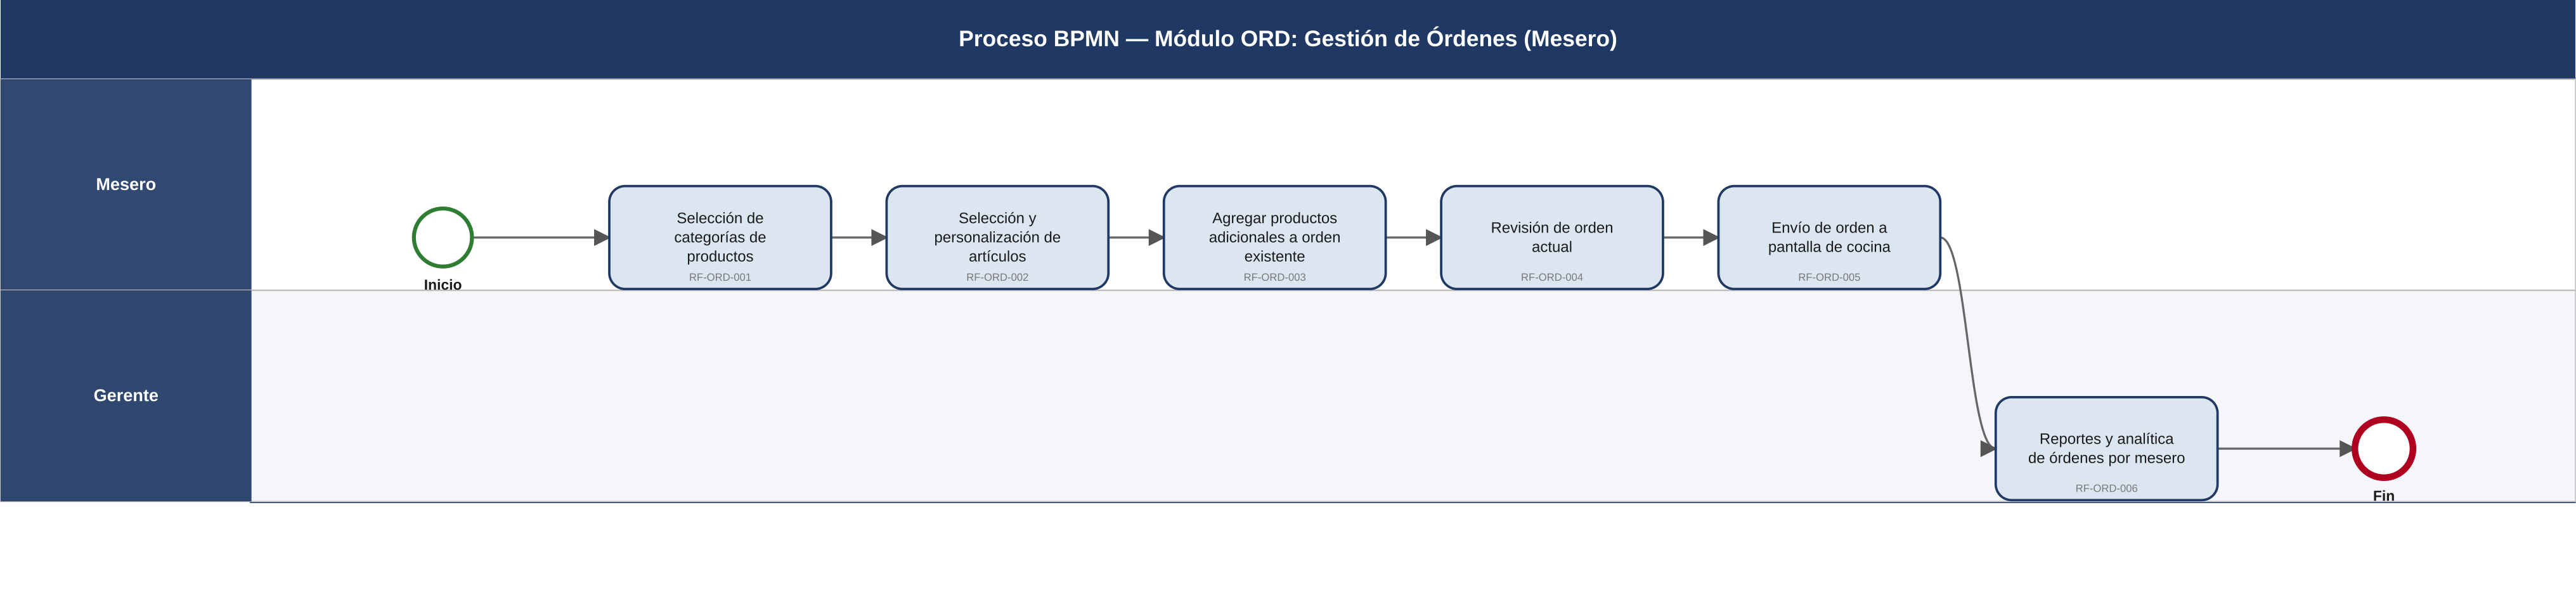 Proceso BPMN — Módulo ORD: Gestión de Órdenes (Mesero)
Mesero
Inicio
Selección de
categorías de
productos
RF-ORD-001
Selección y
personalización de
artículos
RF-ORD-002
Agregar productos
adicionales a orden
existente
RF-ORD-003
Revisión de orden
actual
RF-ORD-004
Envío de orden a
pantalla de cocina
RF-ORD-005
Gerente
Reportes y analítica
de órdenes por mesero
RF-ORD-006
Fin